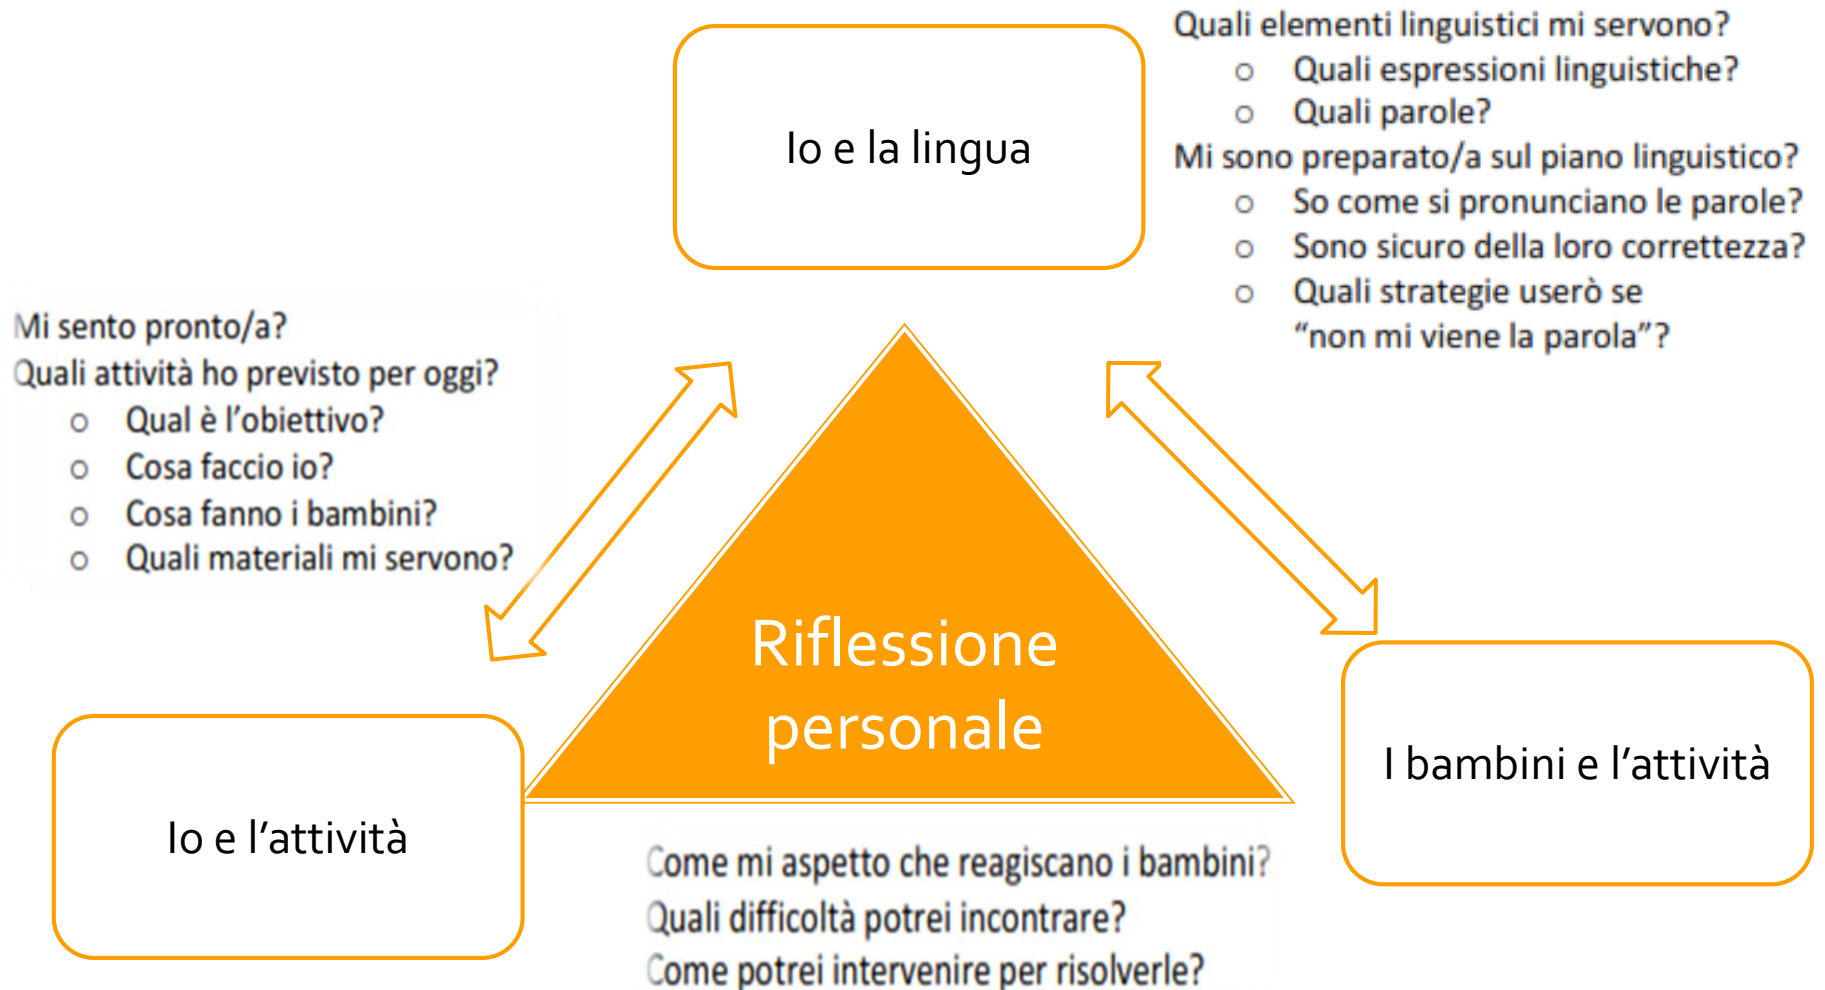 Io e la lingua
Quali elementi linguistici mi servono?
o Quali espressioni linguistiche?
o Quali parole?
Mi sono preparato/a sul piano linguistico?
o So come si pronunciano le parole?
o Sono sicuro della loro correttezza?
o Quali strategie userò se
“non mi viene la parola”?
Mi sento pronto/a?
Quali attività ho previsto per oggi?
o Qual è l’obiettivo?
o Cosa faccio io?
o Cosa fanno i bambini?
o Quali materiali mi servono?
Riflessione
personale
Io e l’attività
I bambini e l’attività
Come mi aspetto che reagiscano i bambini?
Quali difficoltà potrei incontrare?
Come potrei intervenire per risolverle?